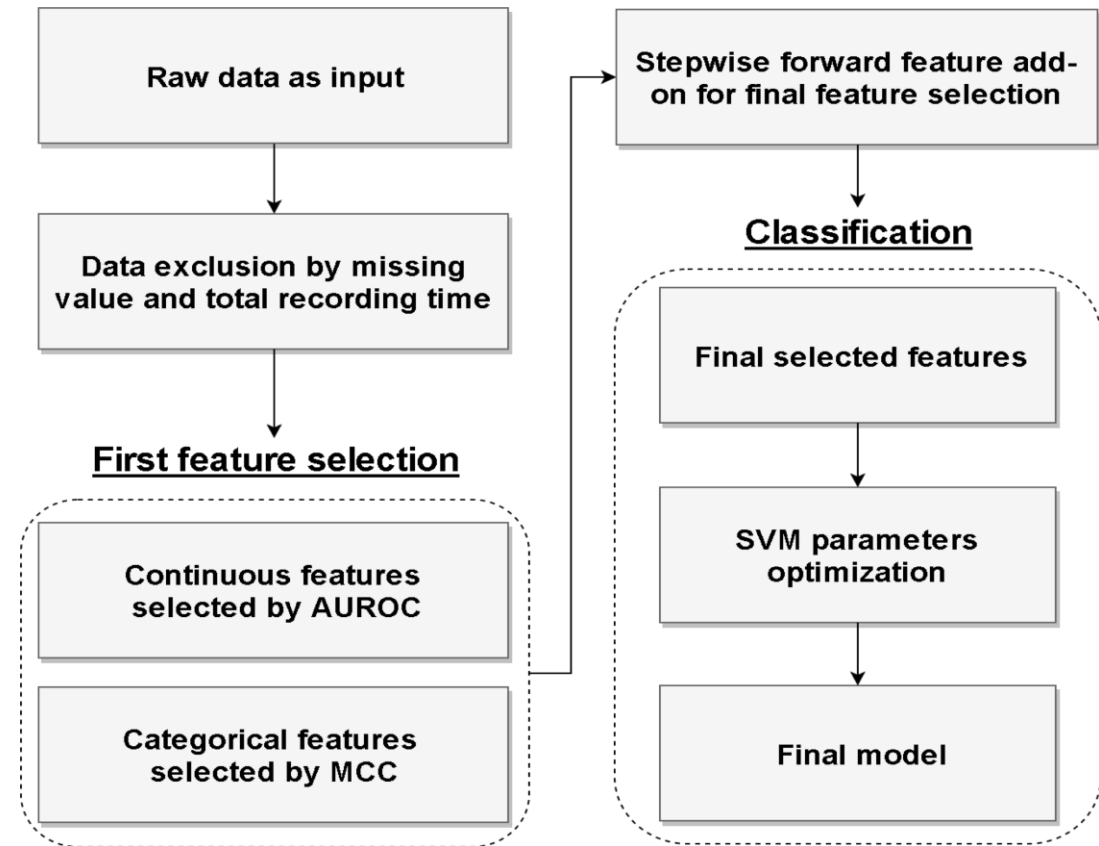 Raw data as input
Data exclusion by missing
value and total recording time
First feature selection
Continuous features
selected by AUROC
Categorical features
selected by MCC
Stepwise forward feature add-
on for final feature selection
Classification
Final selected features
SVM parameters
optimization
Final model